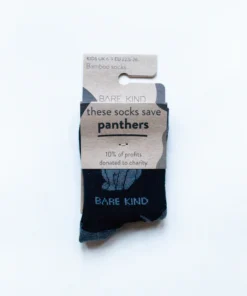 BARE KIND
these socks save
panthers
10% of profits
donated to charity
BARE KIND